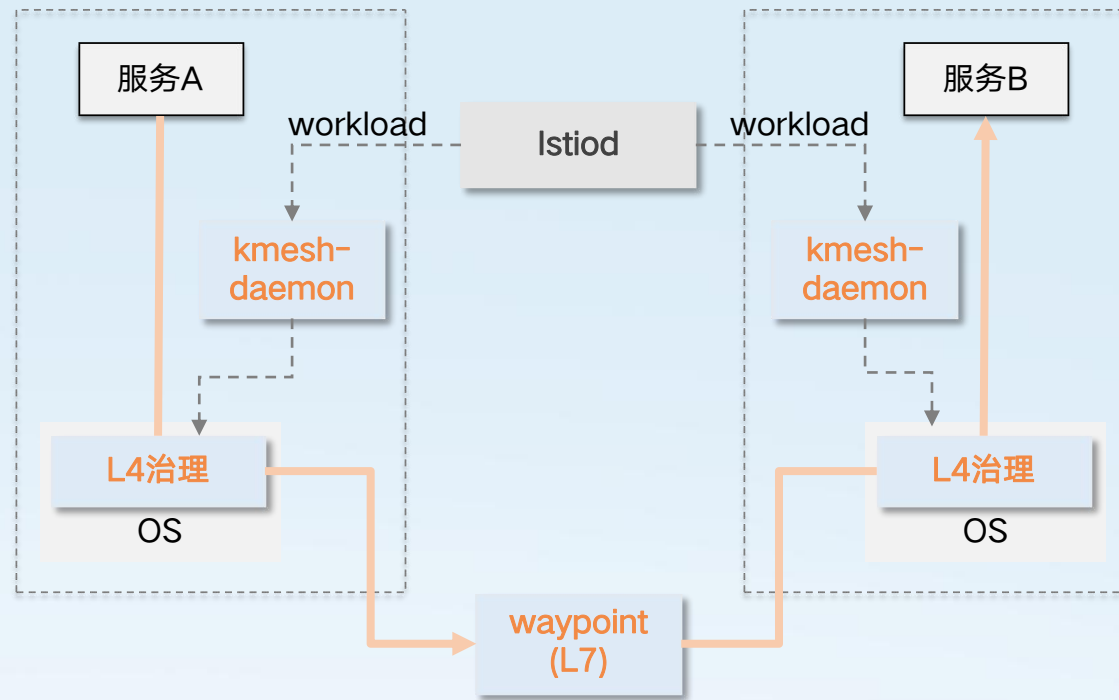 服务A
服务B
workload
Istiod
workload
kmesh-
daemon
kmesh-
daemon
L4治理
OS
L4治理
OS
waypoint
(L7)